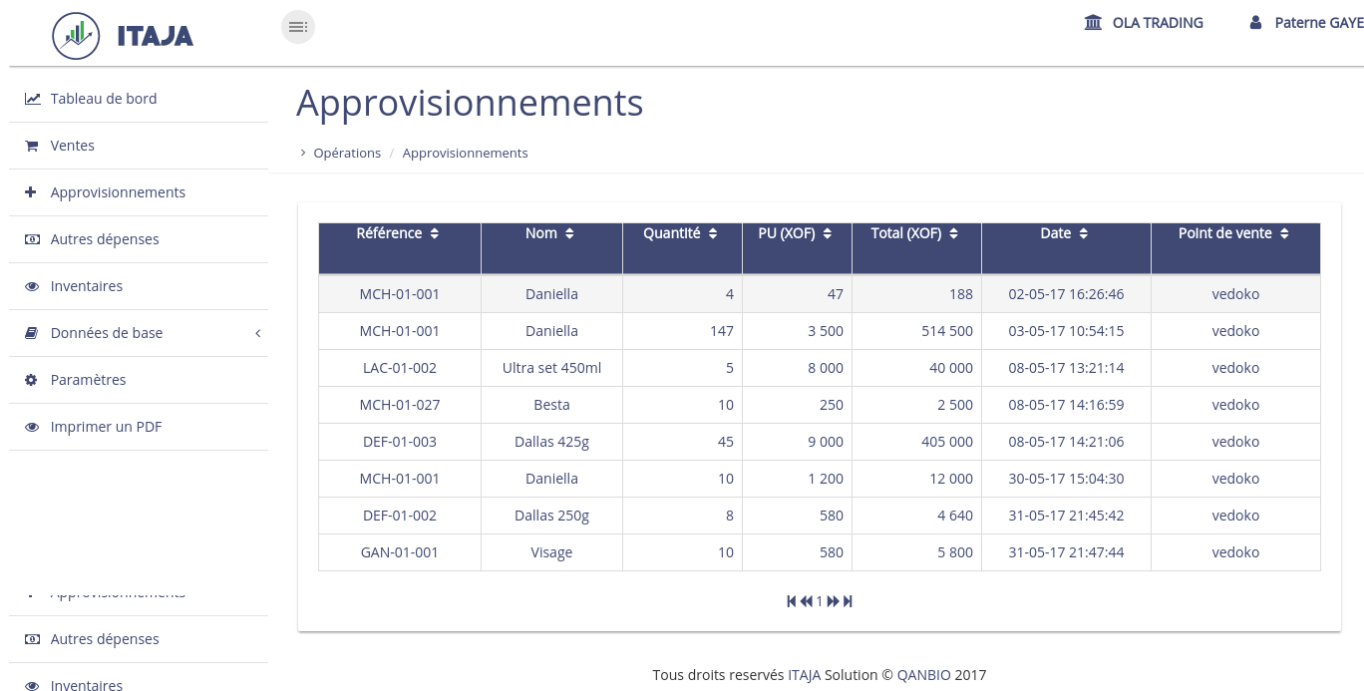 ITAJA
OLA TRADING
Paterne GAYE
Tableau de bord
Ventes
Approvisionnements
Autres dépenses
Inventaires
Données de base
Paramètres
Imprimer un PDF
Approvisionnements
Autres dépenses
Inventaires
Approvisionnements
> Opérations / Approvisionnements
Référence Nom Quantité PU (XOF) Total (XOF) Date Point de vente
MCH-01-001 Daniella 4 47 188 02-05-17 16:26:46 vedoko
MCH-01-001 Daniella 147 3 500 514 500 03-05-17 10:54:15 vedoko
LAC-01-002 Ultra set 450ml 5 8 000 40 000 08-05-17 13:21:14 vedoko
MCH-01-027 Besta 10 250 2 500 08-05-17 14:16:59 vedoko
DEF-01-003 Dallas 425g 45 9 000 405 000 08-05-17 14:21:06 vedoko
MCH-01-001 Daniella 10 1 200 12 000 30-05-17 15:04:30 vedoko
DEF-01-002 Dallas 250g 8 580 4 640 31-05-17 21:45:42 vedoko
GAN-01-001 Visage 10 580 5 800 31-05-17 21:47:44 vedoko
1
Tous droits reservés ITAJA Solution © QANBIO 2017